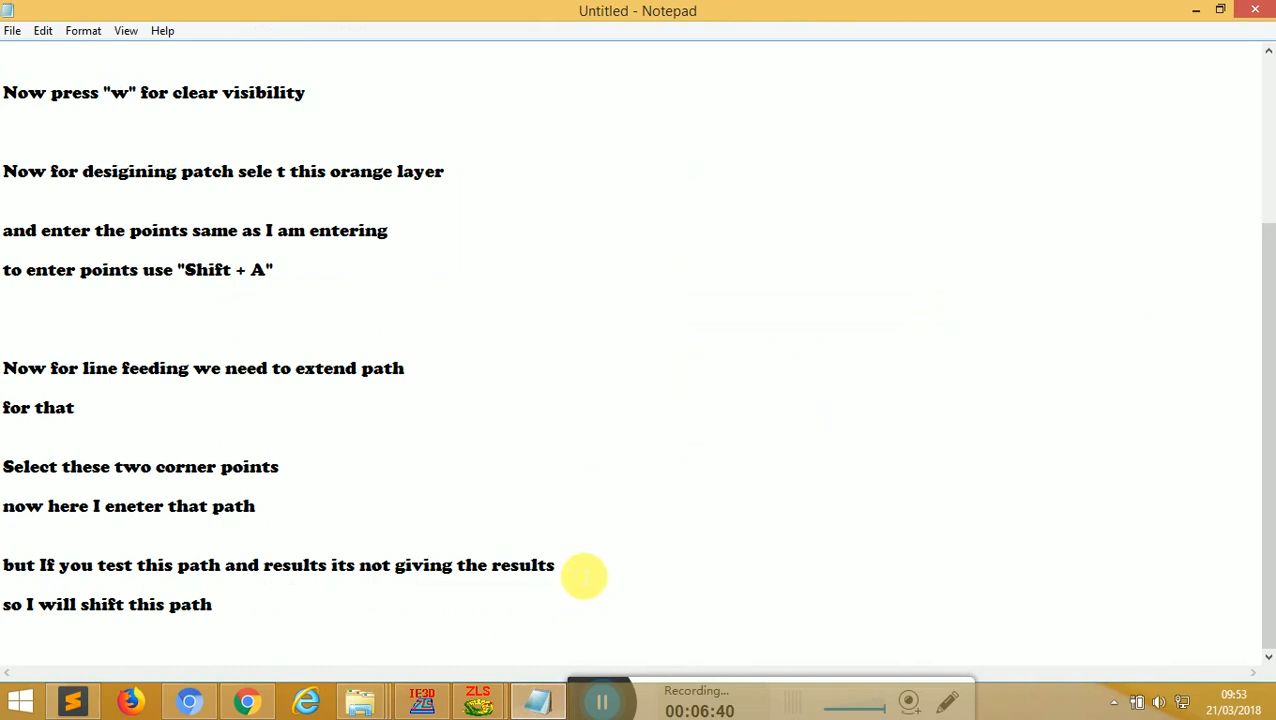 Untitled - Notepad
File Edit Format View Help
Now press "w" for clear visibility
Now for desigining patch sele t this orange layer
and enter the points same as I am entering
to enter points use "Shift + A"
Now for line feeding we need to extend path
for that
Select these two corner points
now here I eneter that path
but If you test this path and results its not giving the results
so I will shift this path
IE3D
ZLS
Recording...
00:06:40
09:53
21/03/2018